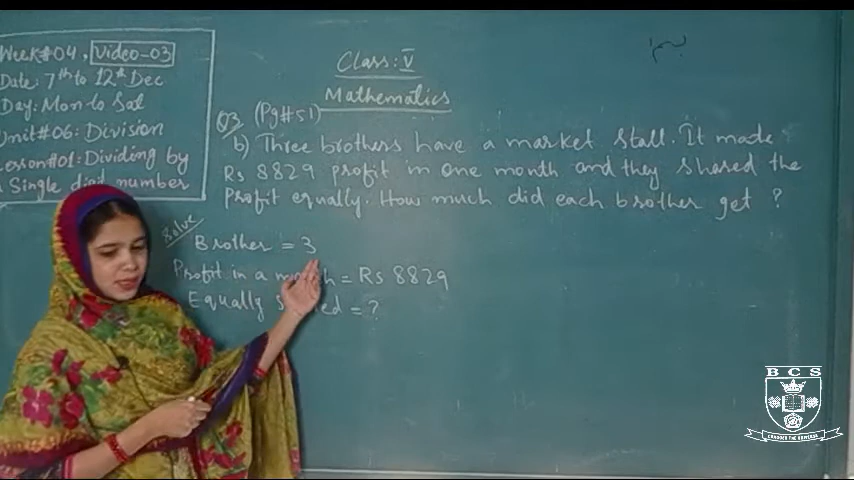 Week#04, Video-03
Date: 7th to 12th Dec
Day: Mon to Sat
Unit#06: Division
Lesson#01: Dividing by
a Single digit number
Class: V
Mathematics
Q3 (Pg#51)
b) Three brothers have a market stall. It made
Rs 8829 profit in one month and they shared the
Profit equally. How much did each brother get ?
Solve
Brother = 3
Profit in a month = Rs 8829
Equally = ?
BCS
CONQUER THE UNIVERSE